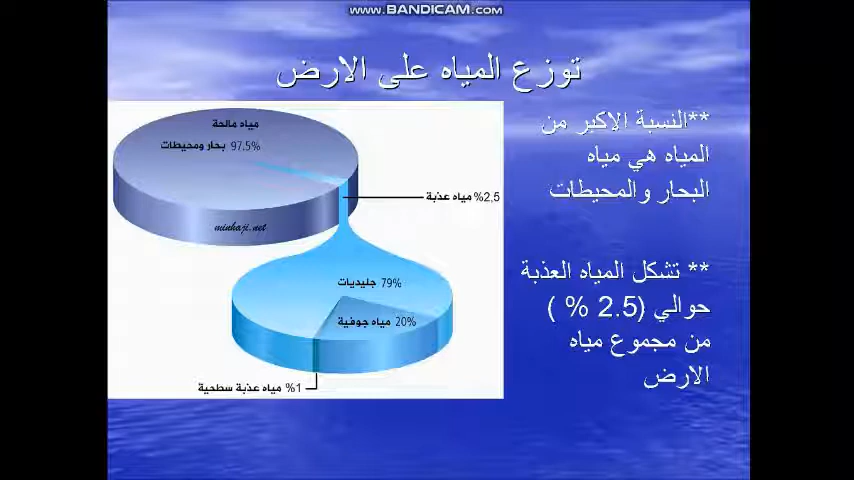 WWW.BANDICAM.COM
توزع المياه على الارض
**النسبة الاكبر من
المياه هي مياه
البحار والمحيطات
** تشكل المياه العذبة
حوالي (2.5 % )
من مجموع مياه
الارض
مياه مالحة
97.5% بحار ومحيطات
minhaji.net
%2,5 مياه عذبة
79% جليديات
20% مياه جوفية
%1 مياه عذبة سطحية